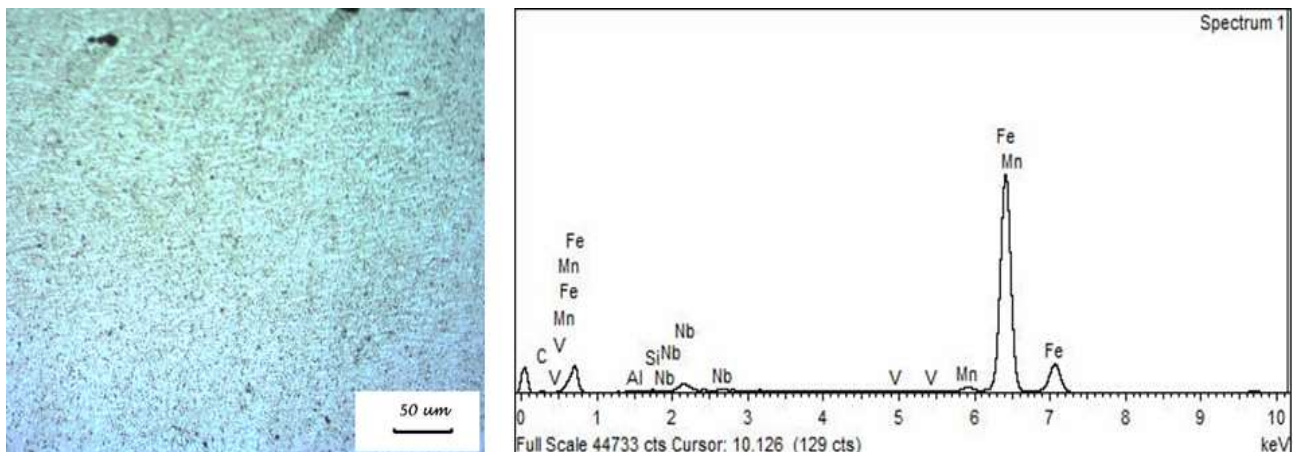 50 um
Spectrum 1
Fe
Mn
Fe
Mn
Fe
Mn
V
C
V
Nb
Si Nb
Al Nb
Nb
V V Mn
Fe
0 1 2 3 4 5 6 7 8 9 10
Full Scale 44733 cts Cursor: 10.126 (129 cts) keV